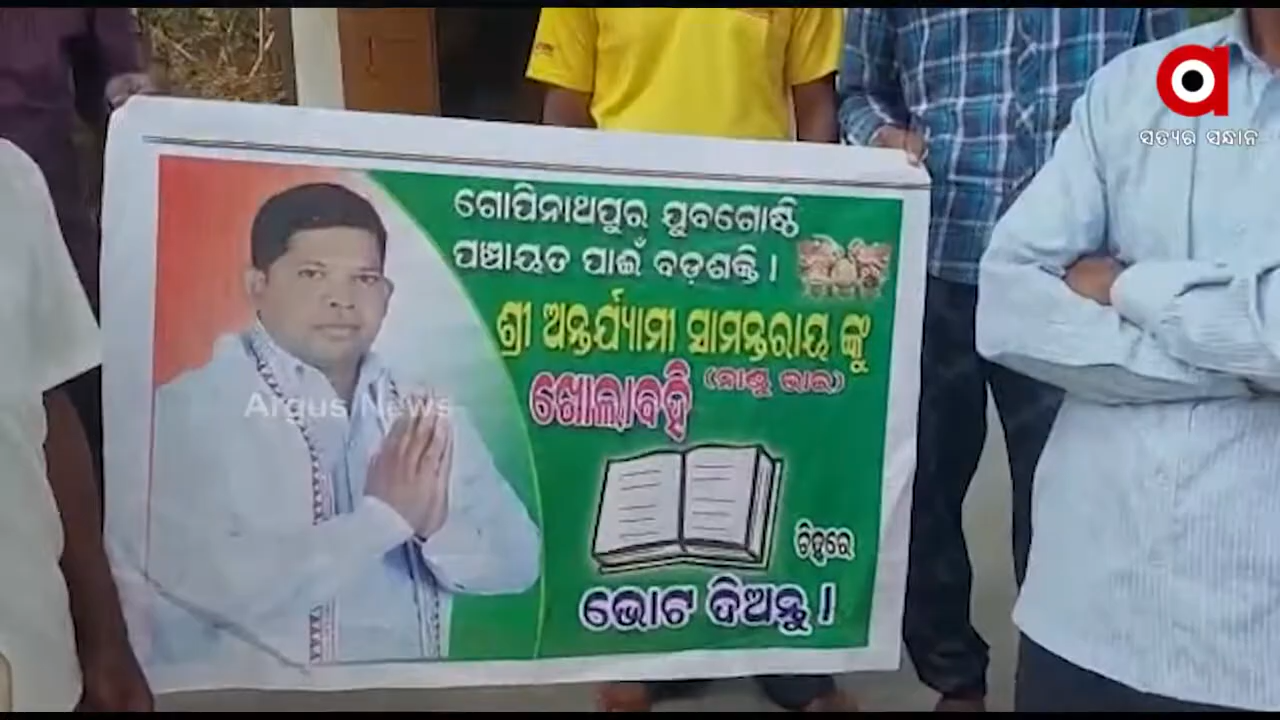 ସତ୍ୟର ସନ୍ଧାନ
ଗୋପିନାଥପୁର ଯୁବଗୋଷ୍ଠି
ପଞ୍ଚାୟତ ପାଇଁ ବଡ଼ଶକ୍ତି ।
ଶ୍ରୀ ଅନ୍ତର୍ଯ୍ୟାମୀ ସାମନ୍ତରାୟ ଙ୍କୁ
(ମାଣ୍ଟୁ ଭାଇ)
ଖୋଲାବହି
Argus News
ଚିହ୍ନରେ
ଭୋଟ ଦିଅନ୍ତୁ ।